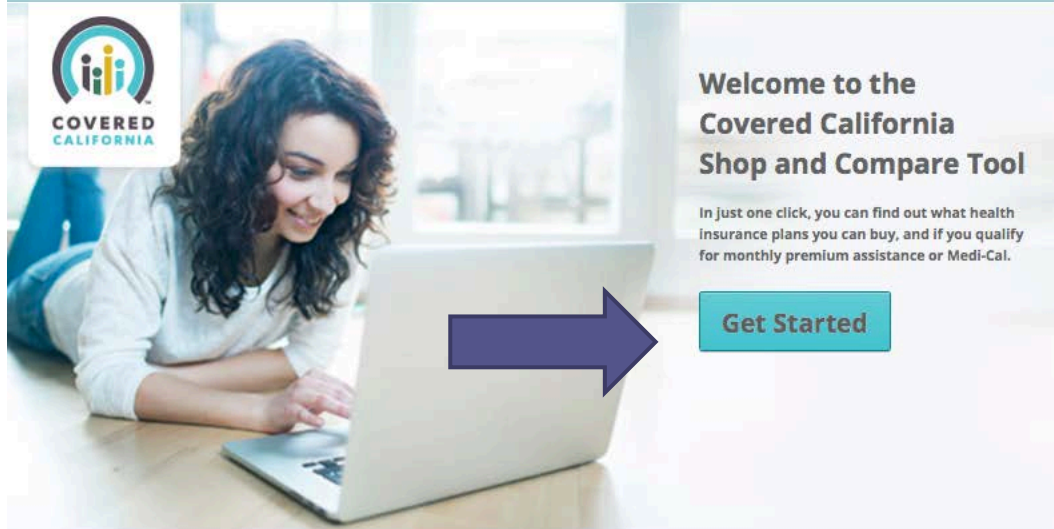 COVERED
CALIFORNIA
Welcome to the
Covered California
Shop and Compare Tool
In just one click, you can find out what health
insurance plans you can buy, and if you qualify
for monthly premium assistance or Medi-Cal.
Get Started